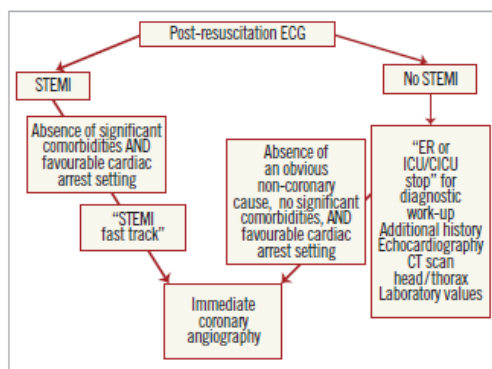 Post-resuscitation ECG
STEMI
No STEMI
Absence of significant
comorbidities AND
favourable cardiac
arrest setting
Absence of
an obvious
non-coronary
cause, no significant
comorbidities, AND
favourable cardiac
arrest setting
"ER or
ICU/CICU
stop" for
diagnostic
work-up
Additional history
Echocardiography
CT scan
head/thorax
Laboratory values
"STEMI
fast track"
Immediate
coronary
angiography